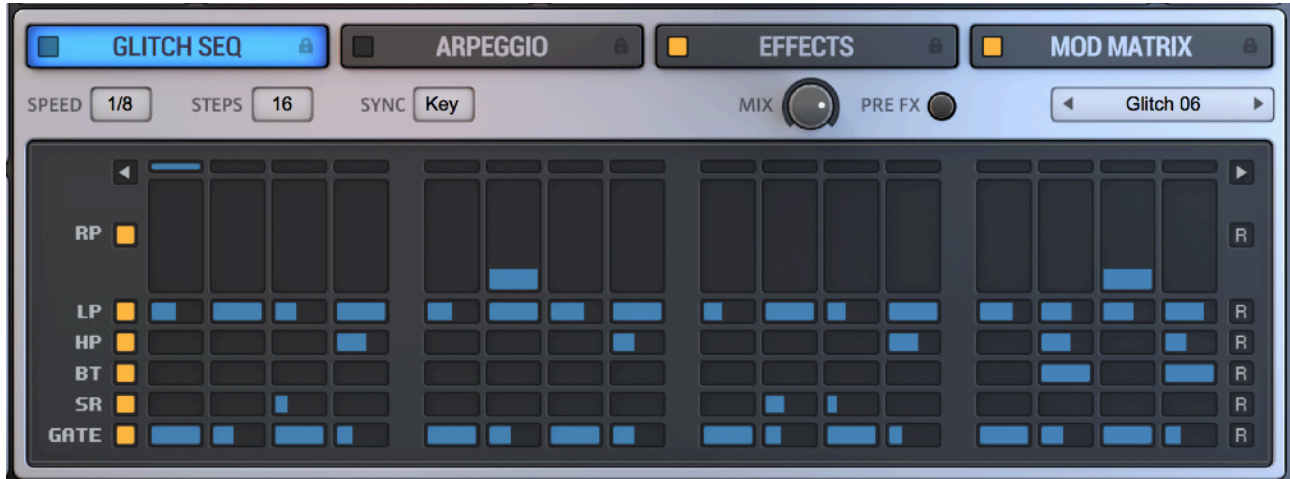 GLITCH SEQ ARPEGGIO EFFECTS MOD MATRIX
SPEED 1/8 STEPS 16 SYNC Key MIX PRE FX Glitch 06
RP R
LP R
HP R
BT R
SR R
GATE R